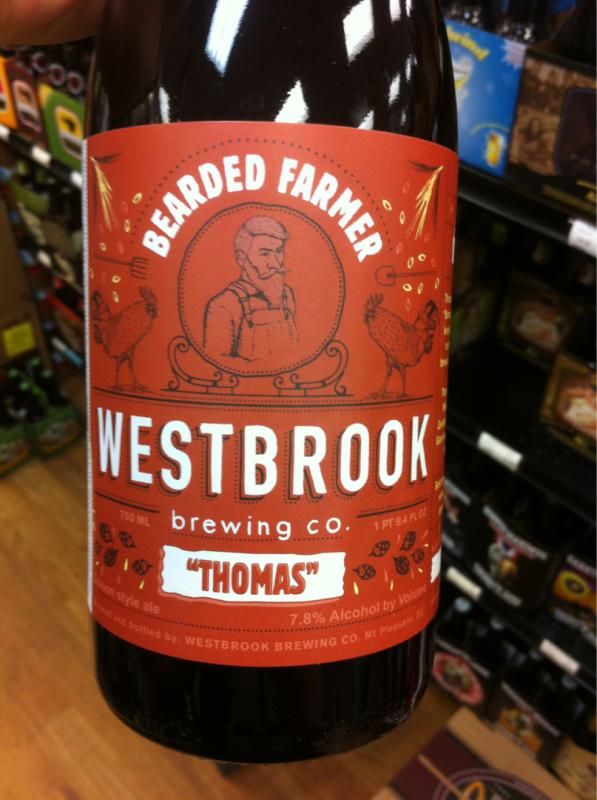 BEARDED FARMER
WESTBROOK
750 ML
brewing co.
1 PT 9.4 FL OZ
"THOMAS"
style ale
7.8% Alcohol by Volume
and bottled by: WESTBROOK BREWING CO. Mt Pleasant, SC